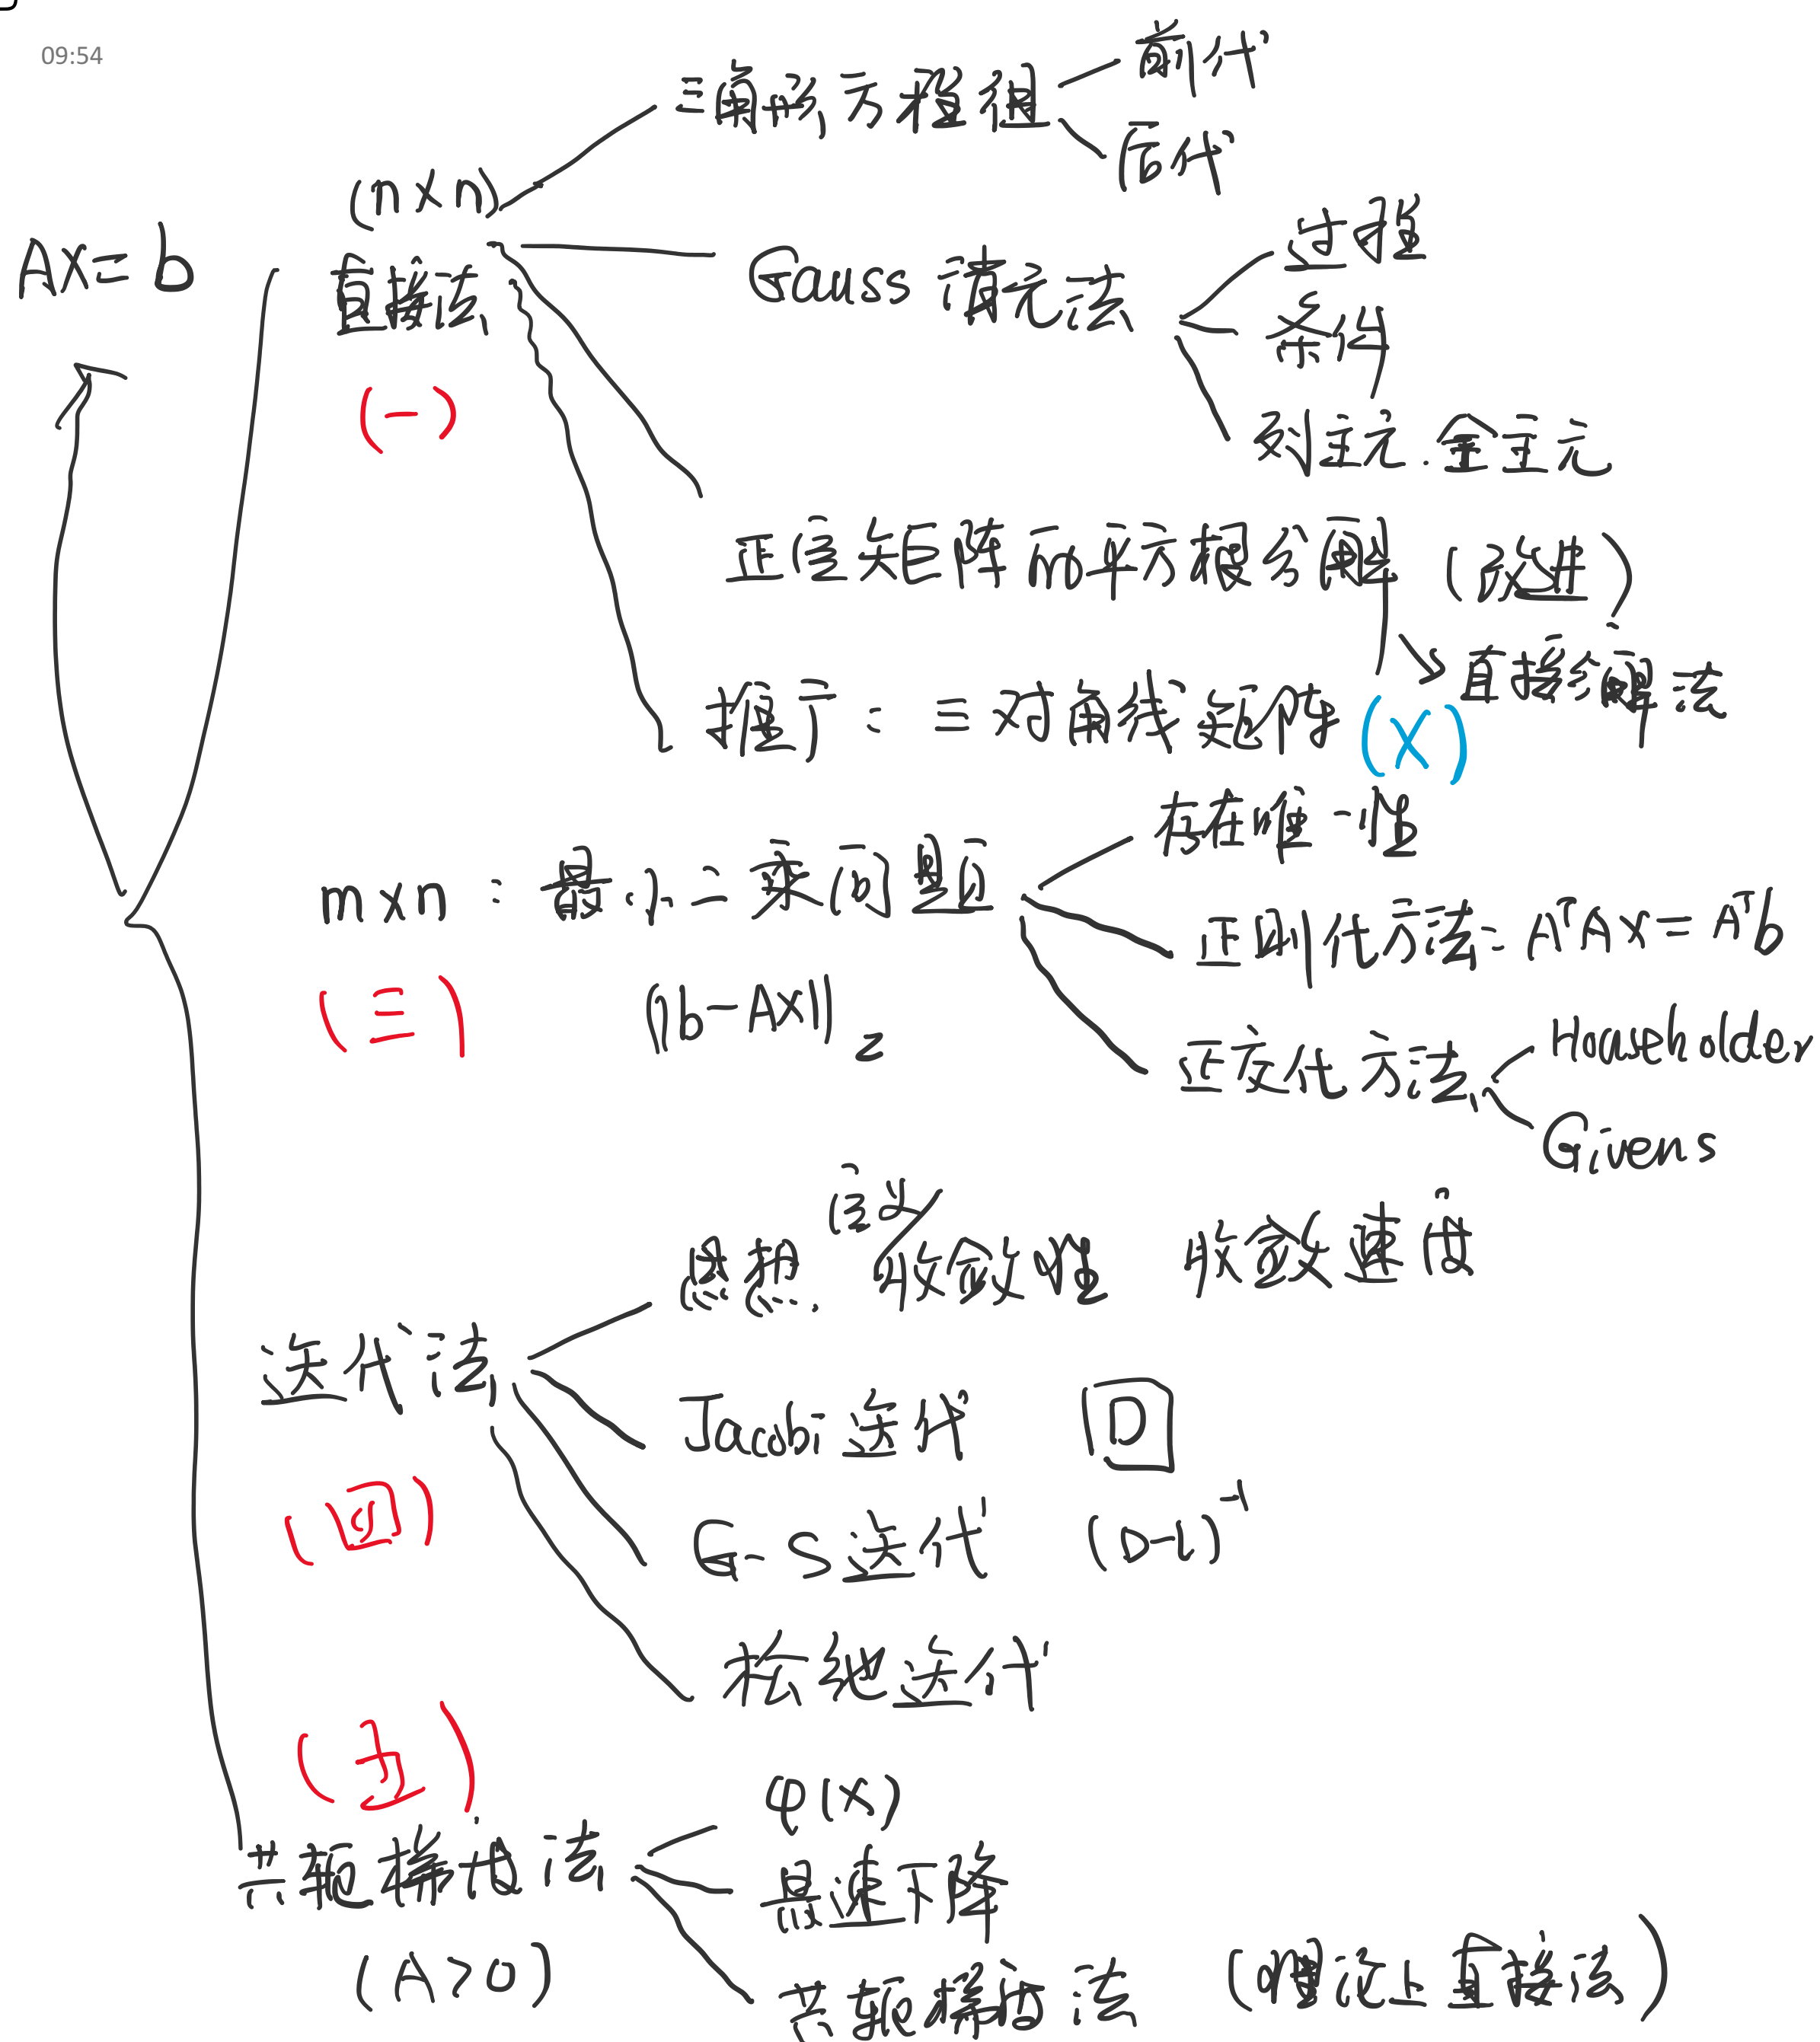 09:54
AX=b
(n×n)
直接法
(一)
三角形方程组
前代
后代
Gauss 消元法
过程
条件
列主元.全主元
正定矩阵的平方根分解 (改进)
直接分解法
推广:三对角线矩阵 (X)
m×n : 最小二乘问题
(三)
||b-AX||2
存在唯一性
正则化方法: AᵀAx=Aᵀb
正交化方法
Householder
Givens
迭代法
(四)
收敛性 收敛速度
Jacobi 迭代 D
G-S 迭代 (D-L)⁻¹
松弛迭代
(五)
共轭梯度法
(A>0)
φ(x)
最速下降
共轭梯度法 (理论上直接法)